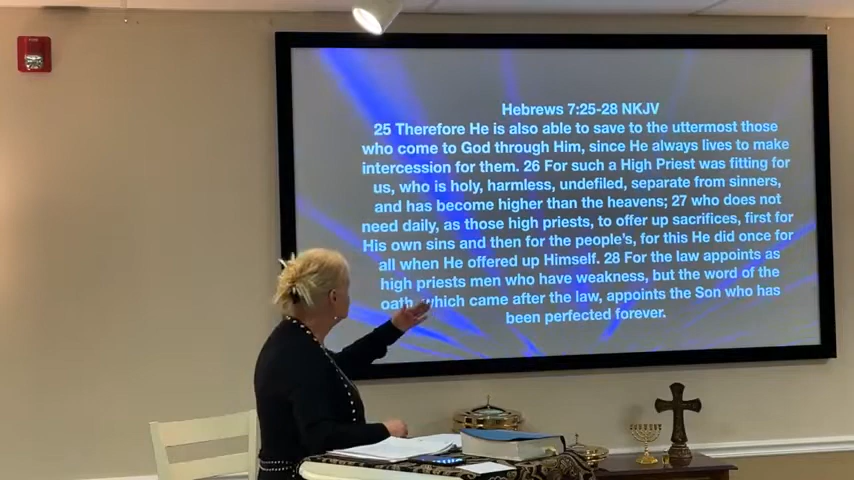 Hebrews 7:25-28 NKJV
25 Therefore He is also able to save to the uttermost those
who come to God through Him, since He always lives to make
intercession for them. 26 For such a High Priest was fitting for
us, who is holy, harmless, undefiled, separate from sinners,
and has become higher than the heavens; 27 who does not
need daily, as those high priests, to offer up sacrifices, first for
His own sins and then for the people's, for this He did once for
all when He offered up Himself. 28 For the law appoints as
high priests men who have weakness, but the word of the
oath, which came after the law, appoints the Son who has
been perfected forever.